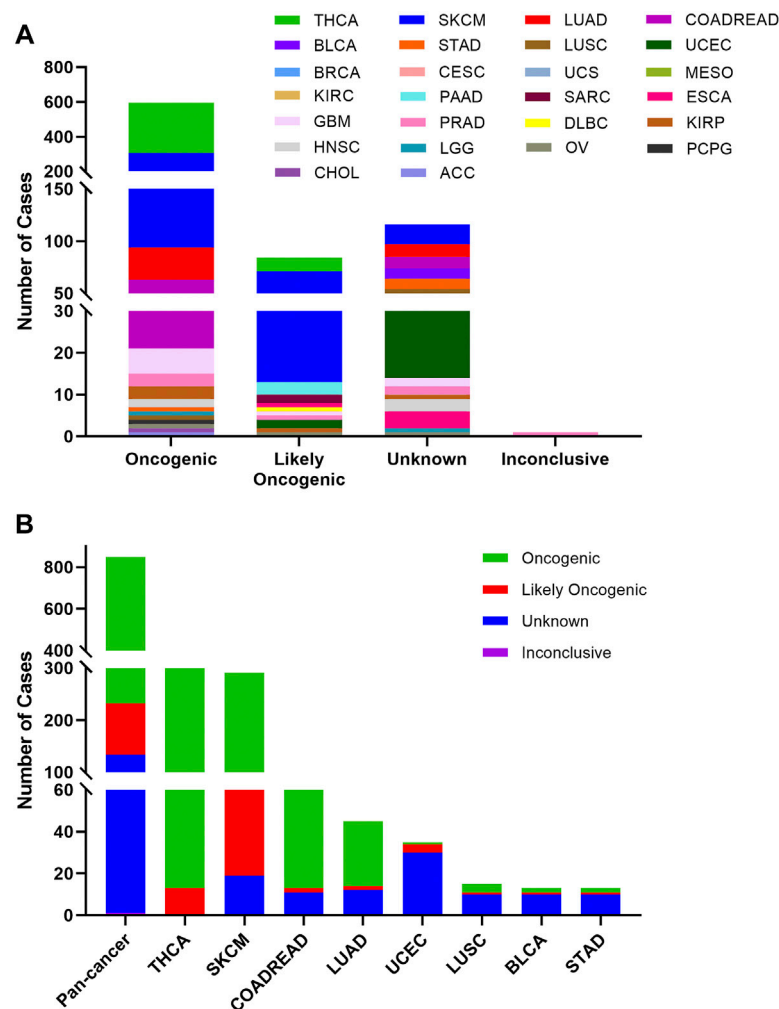 A
THCA SKCM LUAD COADREAD
BLCA STAD LUSC UCEC
BRCA CESC UCS MESO
KIRC PAAD SARC ESCA
GBM PRAD DLBC KIRP
HNSC LGG OV PCPG
CHOL ACC
Number of Cases
800
600
400
200
150
100
50
30
20
10
0
Oncogenic Likely Oncogenic Unknown Inconclusive
B
Oncogenic
Likely Oncogenic
Unknown
Inconclusive
Number of Cases
800
600
400
300
200
100
60
40
20
0
Pan-cancer THCA SKCM COADREAD LUAD UCEC LUSC BLCA STAD